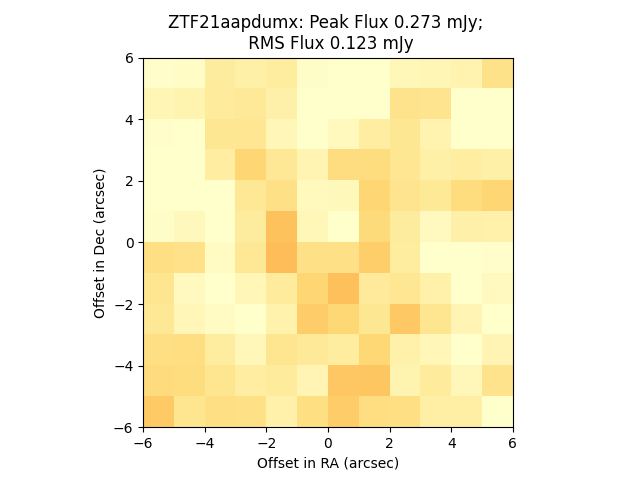 ZTF21aapdumx: Peak Flux 0.273 mJy;
RMS Flux 0.123 mJy
6
4
2
0
−2
−4
−6
Offset in Dec (arcsec)
−6 −4 −2 0 2 4 6
Offset in RA (arcsec)